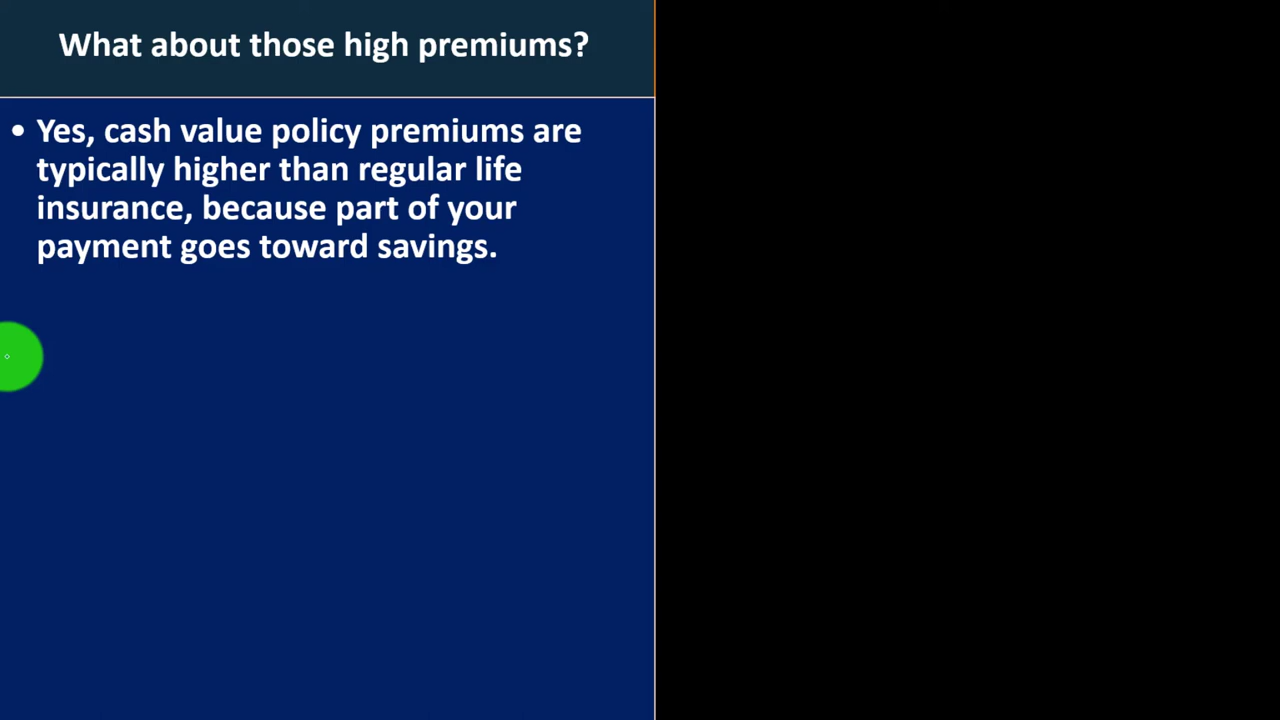 What about those high premiums?
• Yes, cash value policy premiums are
typically higher than regular life
insurance, because part of your
payment goes toward savings.